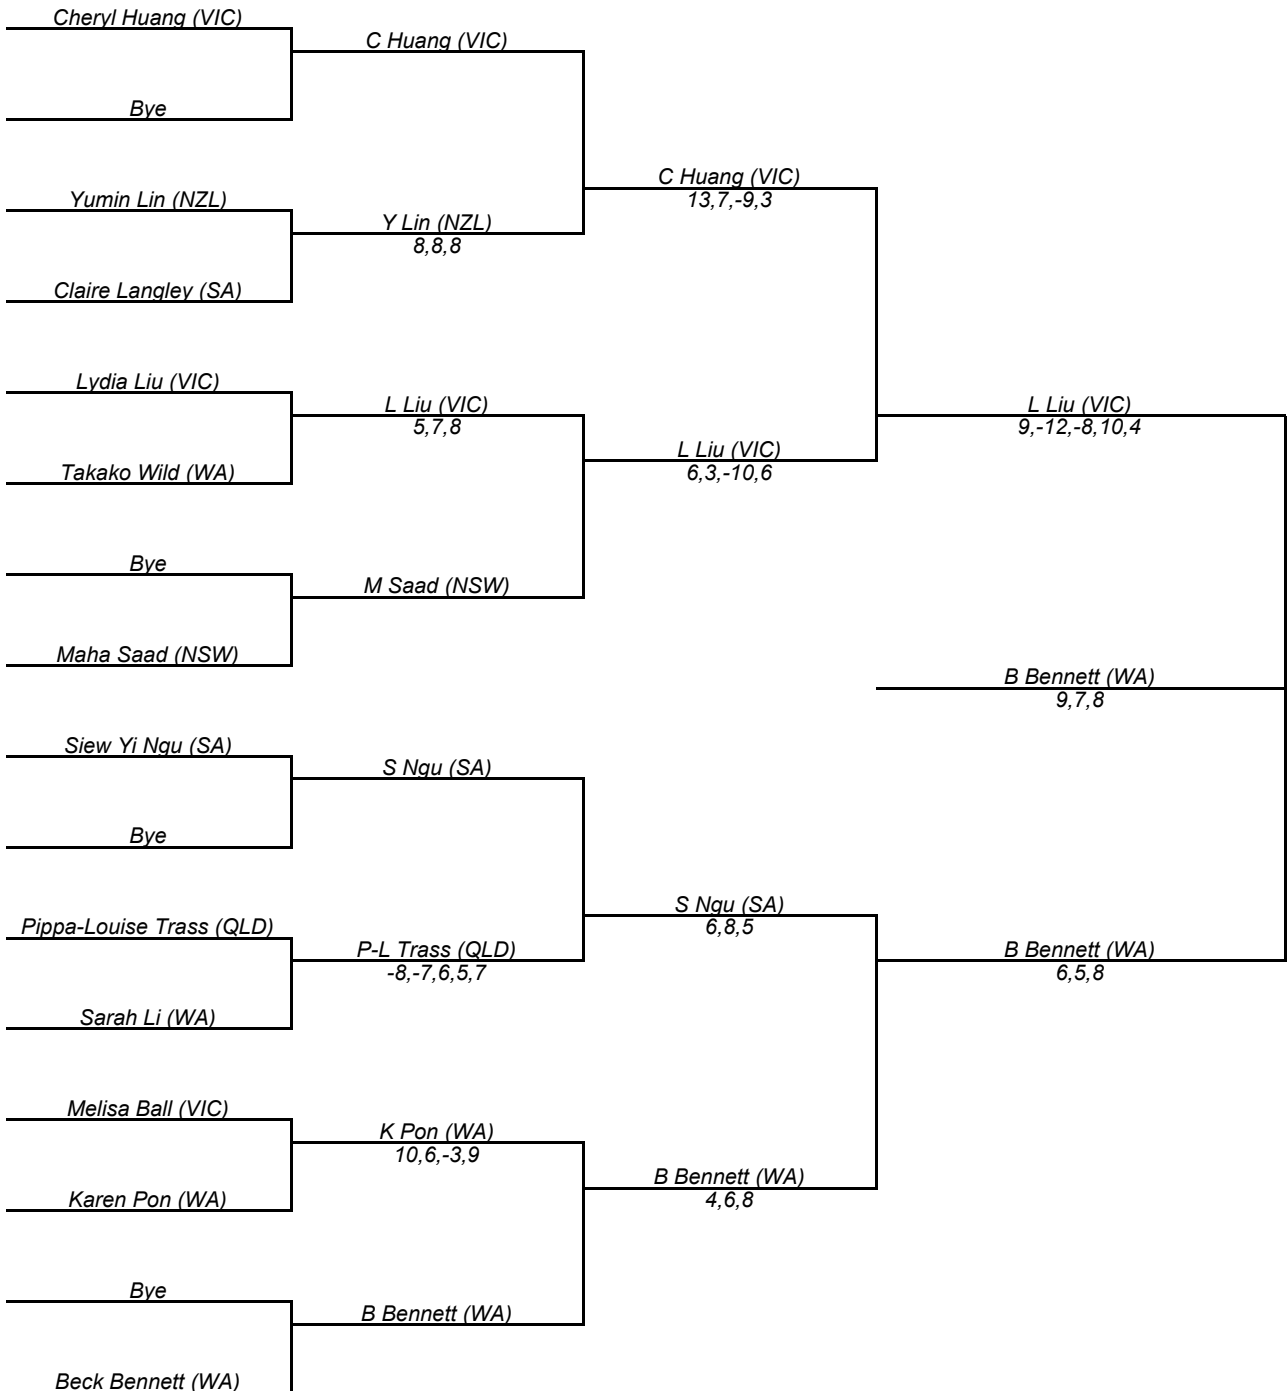 Cheryl Huang (VIC)
C Huang (VIC)
Bye
C Huang (VIC)
13,7,-9,3
Yumin Lin (NZL)
Y Lin (NZL)
8,8,8
Claire Langley (SA)
Lydia Liu (VIC)
L Liu (VIC)
5,7,8
L Liu (VIC)
9,-12,-8,10,4
L Liu (VIC)
6,3,-10,6
Takako Wild (WA)
Bye
M Saad (NSW)
Maha Saad (NSW)
B Bennett (WA)
9,7,8
Siew Yi Ngu (SA)
S Ngu (SA)
Bye
S Ngu (SA)
6,8,5
Pippa-Louise Trass (QLD)
P-L Trass (QLD)
-8,-7,6,5,7
B Bennett (WA)
6,5,8
Sarah Li (WA)
Melisa Ball (VIC)
K Pon (WA)
10,6,-3,9
B Bennett (WA)
4,6,8
Karen Pon (WA)
Bye
B Bennett (WA)
Beck Bennett (WA)